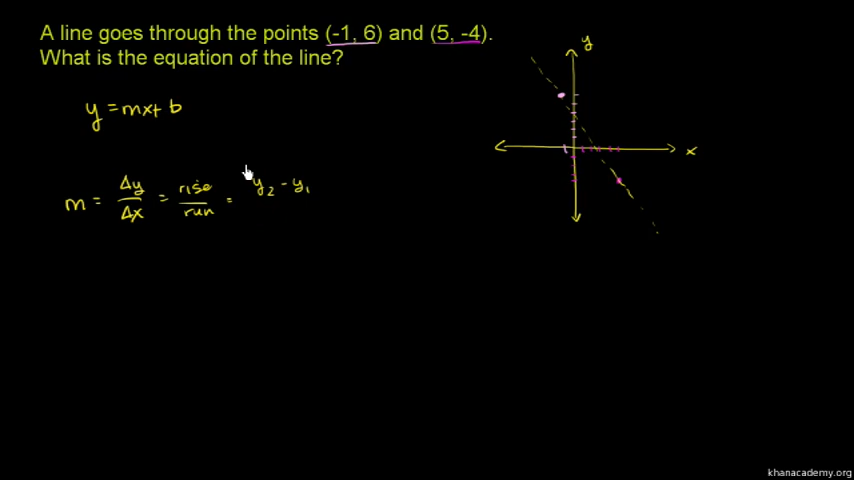 A line goes through the points (-1, 6) and (5, -4).
What is the equation of the line?
y
y = mx + b
x
m = Δy/Δx = rise/run = y₂ - y₁
khanacademy.org